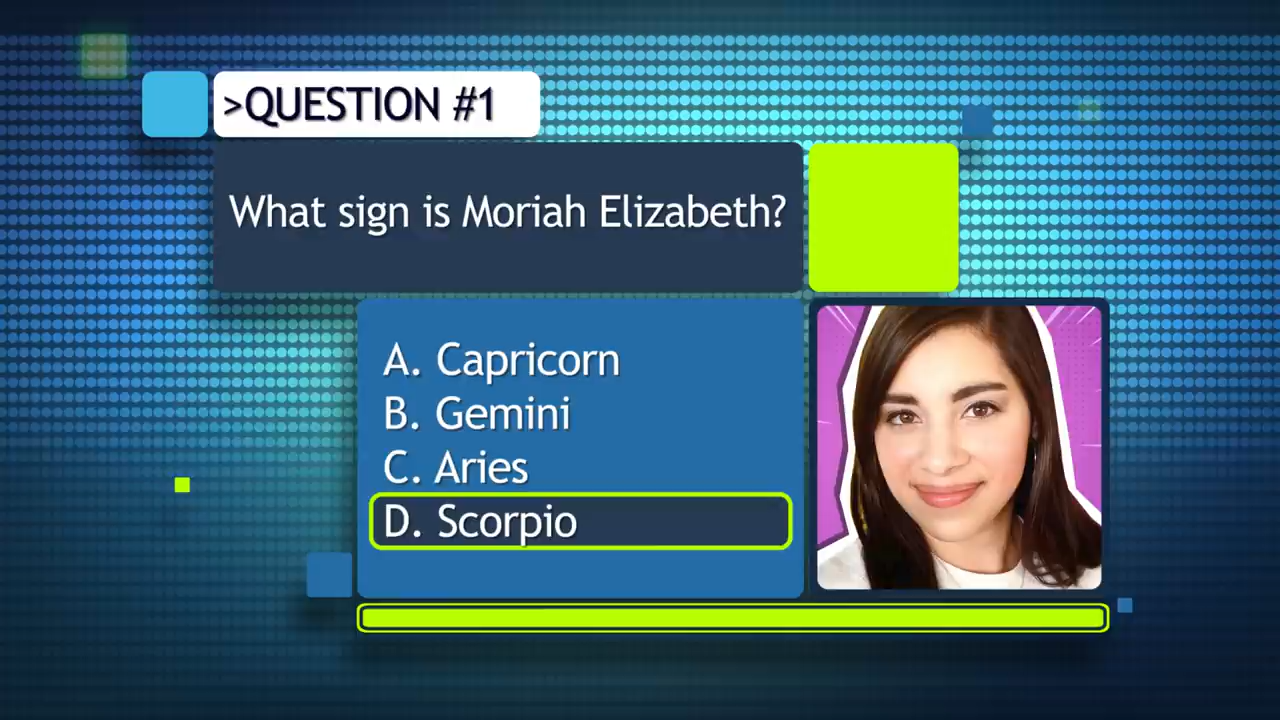 >QUESTION #1
What sign is Moriah Elizabeth?
A. Capricorn
B. Gemini
C. Aries
D. Scorpio